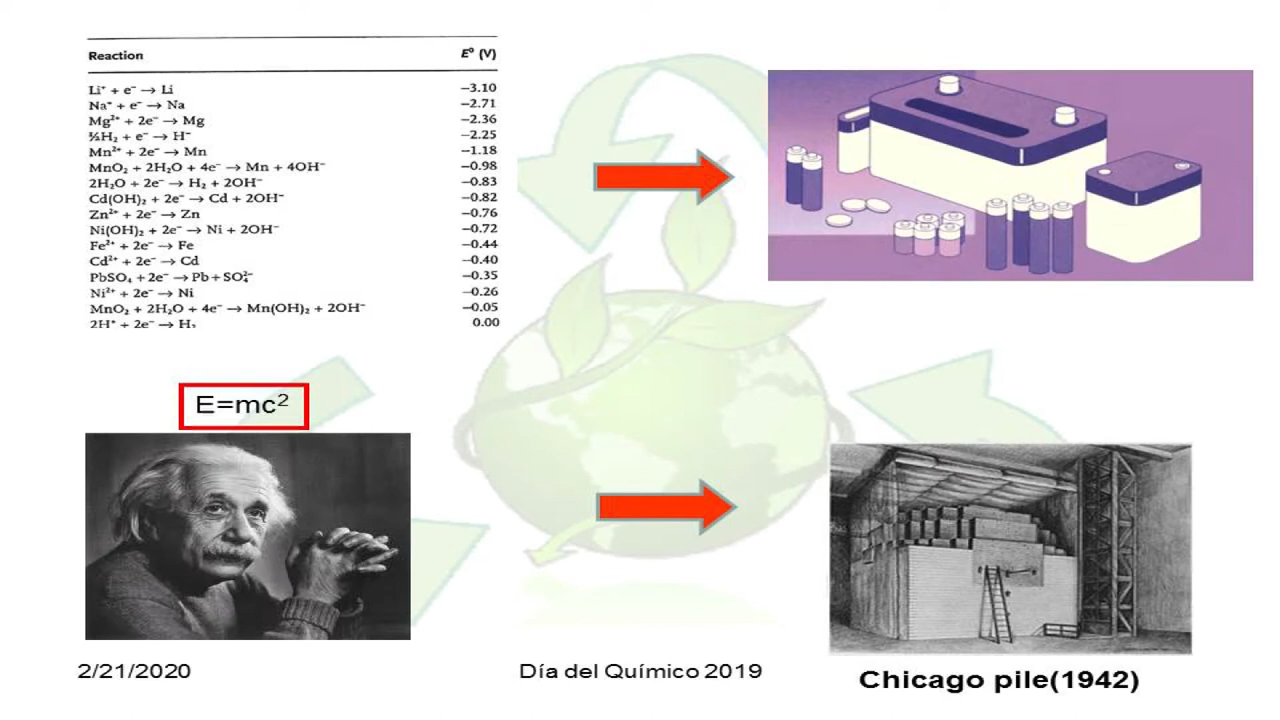 Reaction E° (V)
Li⁺ + e⁻ → Li −3.10
Na⁺ + e⁻ → Na −2.71
Mg²⁺ + 2e⁻ → Mg −2.36
½H₂ + e⁻ → H⁻ −2.25
Mn²⁺ + 2e⁻ → Mn −1.18
MnO₂ + 2H₂O + 4e⁻ → Mn + 4OH⁻ −0.98
2H₂O + 2e⁻ → H₂ + 2OH⁻ −0.83
Cd(OH)₂ + 2e⁻ → Cd + 2OH⁻ −0.82
Zn²⁺ + 2e⁻ → Zn −0.76
Ni(OH)₂ + 2e⁻ → Ni + 2OH⁻ −0.72
Fe²⁺ + 2e⁻ → Fe −0.44
Cd²⁺ + 2e⁻ → Cd −0.40
PbSO₄ + 2e⁻ → Pb + SO₄²⁻ −0.35
Ni²⁺ + 2e⁻ → Ni −0.26
MnO₂ + 2H₂O + 4e⁻ → Mn(OH)₂ + 2OH⁻ −0.05
2H⁺ + 2e⁻ → H₂ 0.00
E=mc²
2/21/2020
Día del Químico 2019
Chicago pile(1942)